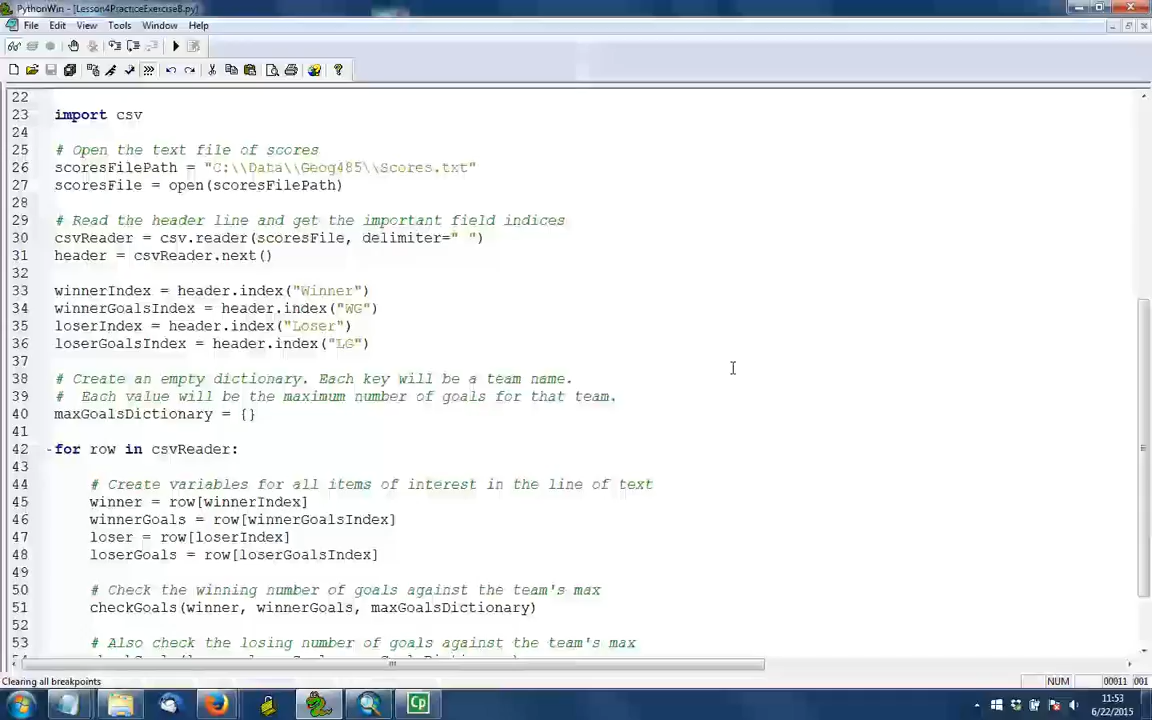 PythonWin - [Lesson4PracticeExerciseB.py]
File Edit View Tools Window Help
22
23 import csv
24
25 # Open the text file of scores
26 scoresFilePath = "C:\\Data\\Geog485\\Scores.txt"
27 scoresFile = open(scoresFilePath)
28
29 # Read the header line and get the important field indices
30 csvReader = csv.reader(scoresFile, delimiter=" ")
31 header = csvReader.next()
32
33 winnerIndex = header.index("Winner")
34 winnerGoalsIndex = header.index("WG")
35 loserIndex = header.index("Loser")
36 loserGoalsIndex = header.index("LG")
37
38 # Create an empty dictionary. Each key will be a team name.
39 #  Each value will be the maximum number of goals for that team.
40 maxGoalsDictionary = {}
41
42 -for row in csvReader:
43
44 # Create variables for all items of interest in the line of text
45 winner = row[winnerIndex]
46 winnerGoals = row[winnerGoalsIndex]
47 loser = row[loserIndex]
48 loserGoals = row[loserGoalsIndex]
49
50 # Check the winning number of goals against the team's max
51 checkGoals(winner, winnerGoals, maxGoalsDictionary)
52
53 # Also check the losing number of goals against the team's max
Clearing all breakpoints NUM 00011 001
Cp
11:53
6/22/2015